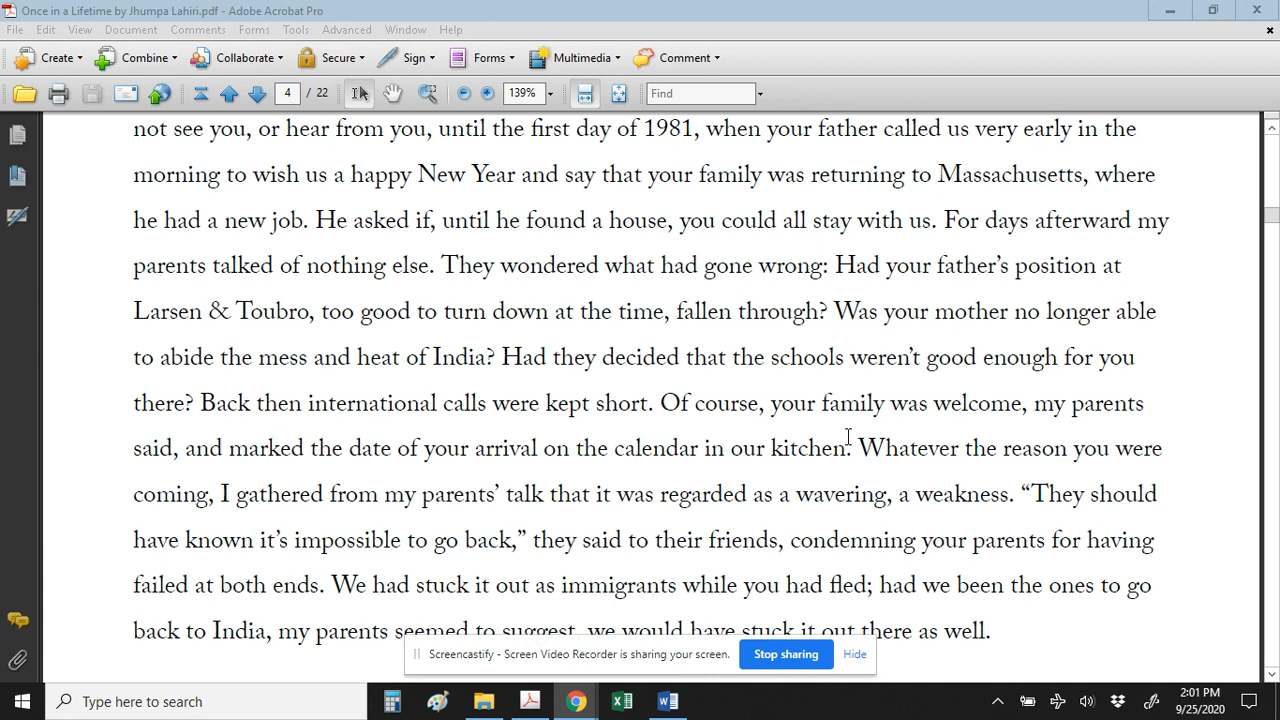 Once in a Lifetime by Jhumpa Lahiri.pdf - Adobe Acrobat Pro
File Edit View Document Comments Forms Tools Advanced Window Help
Create Combine Collaborate Secure Sign Forms Multimedia Comment
4 / 22 139% Find
not see you, or hear from you, until the first day of 1981, when your father called us very early in the
morning to wish us a happy New Year and say that your family was returning to Massachusetts, where
he had a new job. He asked if, until he found a house, you could all stay with us. For days afterward my
parents talked of nothing else. They wondered what had gone wrong: Had your father’s position at
Larsen & Toubro, too good to turn down at the time, fallen through? Was your mother no longer able
to abide the mess and heat of India? Had they decided that the schools weren’t good enough for you
there? Back then international calls were kept short. Of course, your family was welcome, my parents
said, and marked the date of your arrival on the calendar in our kitchen. Whatever the reason you were
coming, I gathered from my parents’ talk that it was regarded as a wavering, a weakness. “They should
have known it’s impossible to go back,” they said to their friends, condemning your parents for having
failed at both ends. We had stuck it out as immigrants while you had fled; had we been the ones to go
back to India, my parents seemed to suggest, we would have stuck it out there as well.
Screencastify - Screen Video Recorder is sharing your screen. Stop sharing Hide
Type here to search
2:01 PM
9/25/2020